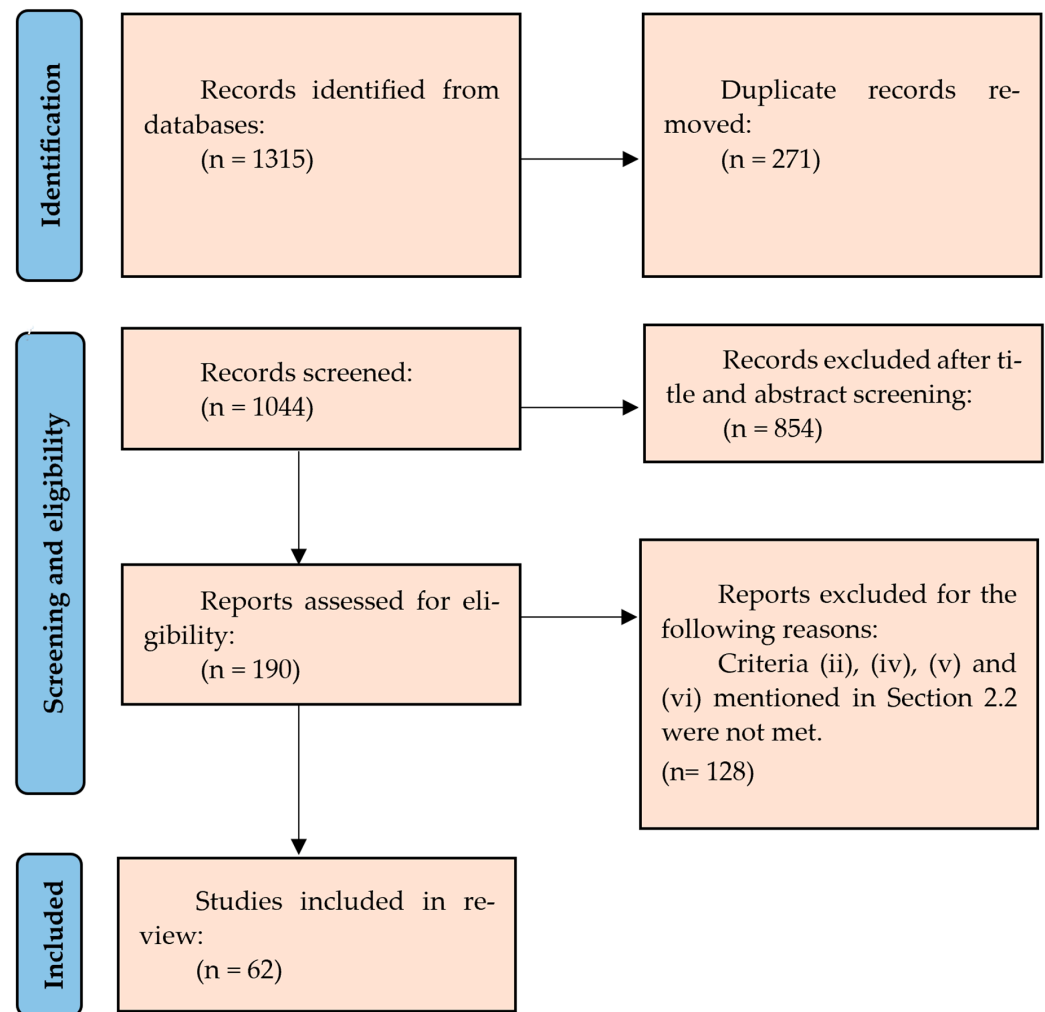 Identification
Records identified from
databases:
(n = 1315)
Duplicate records re-
moved:
(n = 271)
Screening and eligibility
Records screened:
(n = 1044)
Records excluded after ti-
tle and abstract screening:
(n = 854)
Reports assessed for eli-
gibility:
(n = 190)
Reports excluded for the
following reasons:
Criteria (ii), (iv), (v) and
(vi) mentioned in Section 2.2
were not met.
(n= 128)
Included
Studies included in re-
view:
(n = 62)